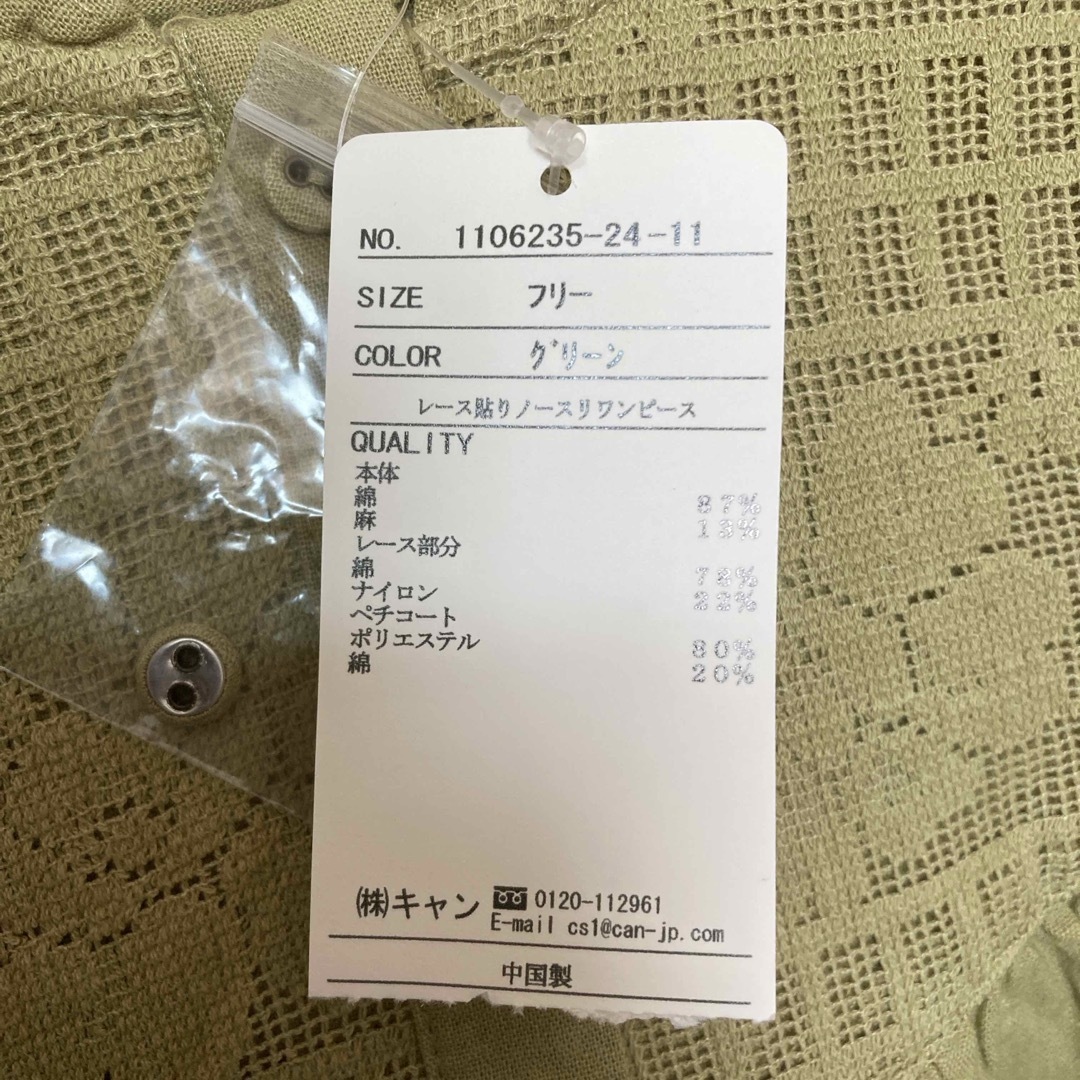 NO. 1106235-24-11
SIZE フリー
COLOR グリーン
レース貼りノースリワンピース
QUALITY
本体
綿 87%
麻 13%
レース部分
綿 78%
ナイロン 22%
ペチコート
ポリエステル 80%
綿 20%
㈱キャン 0120-112961
E-mail cs1@can-jp.com
中国製